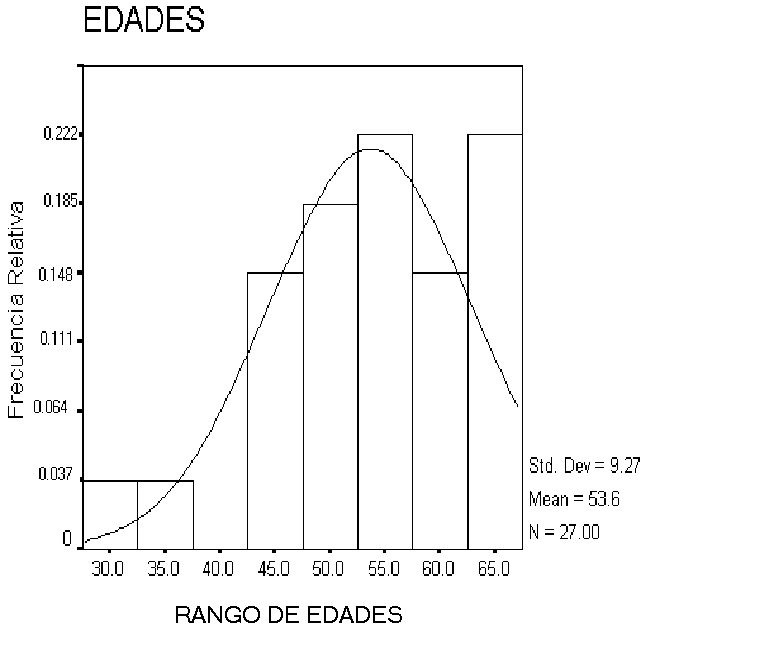 EDADES
0.222
0.185
0.148
0.111
0.064
0.037
0
Frecuencia Relativa
30.0 35.0 40.0 45.0 50.0 55.0 60.0 65.0
RANGO DE EDADES
Std. Dev = 9.27
Mean = 53.6
N = 27.00